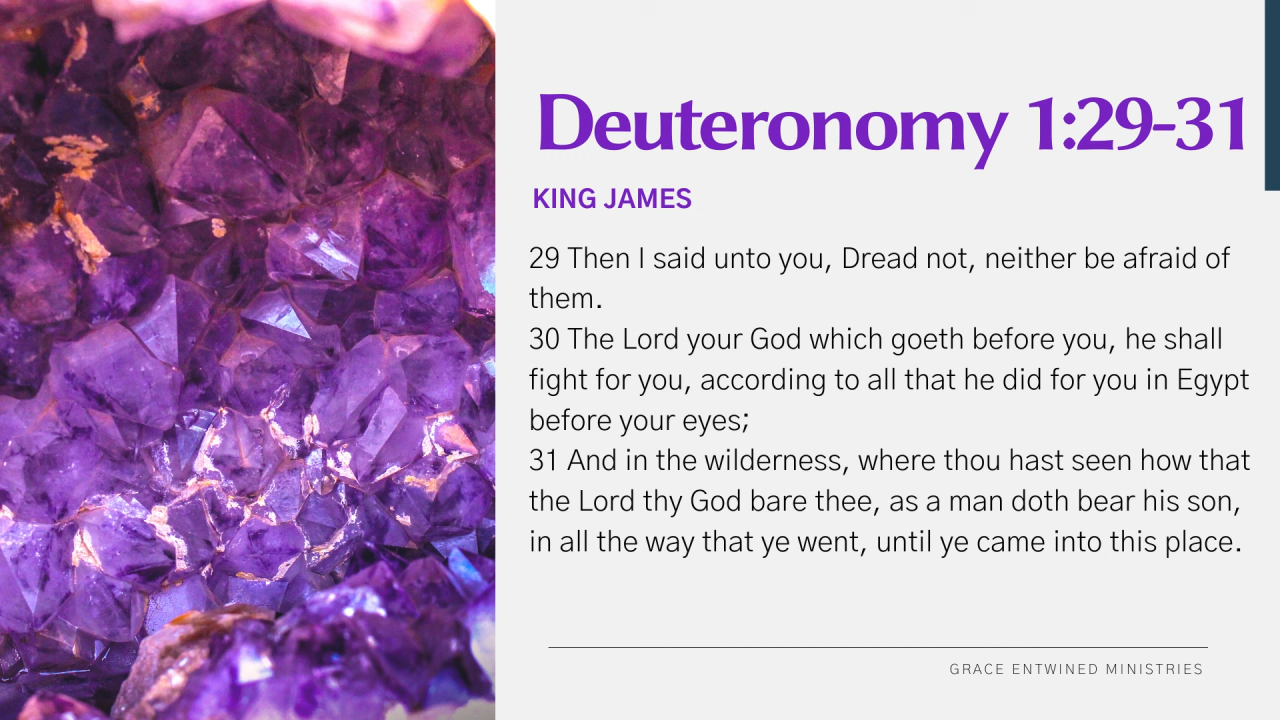 Deuteronomy 1:29-31
KING JAMES
29 Then I said unto you, Dread not, neither be afraid of
them.
30 The Lord your God which goeth before you, he shall
fight for you, according to all that he did for you in Egypt
before your eyes;
31 And in the wilderness, where thou hast seen how that
the Lord thy God bare thee, as a man doth bear his son,
in all the way that ye went, until ye came into this place.
GRACE ENTWINED MINISTRIES